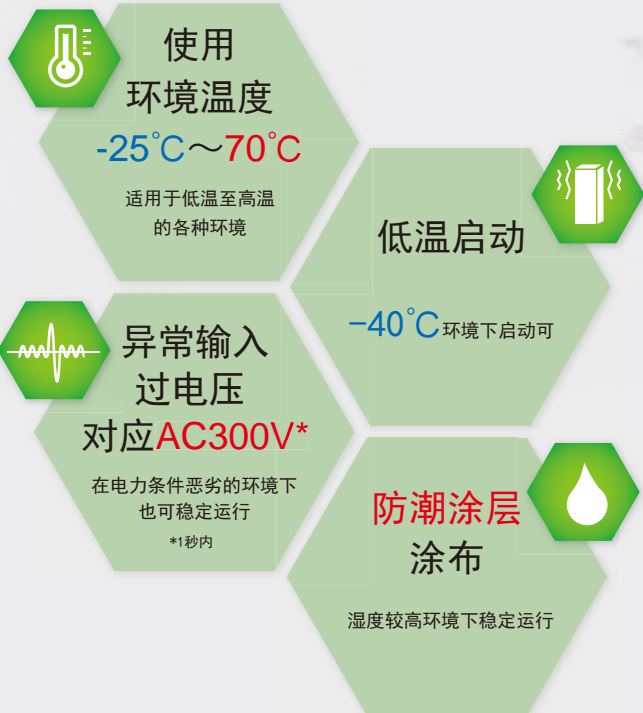 使用
环境温度
-25℃～70℃
适用于低温至高温
的各种环境
低温启动
-40℃环境下启动可
异常输入
过电压
对应AC300V*
在电力条件恶劣的环境下
也可稳定运行
*1秒内
防潮涂层
涂布
湿度较高环境下稳定运行